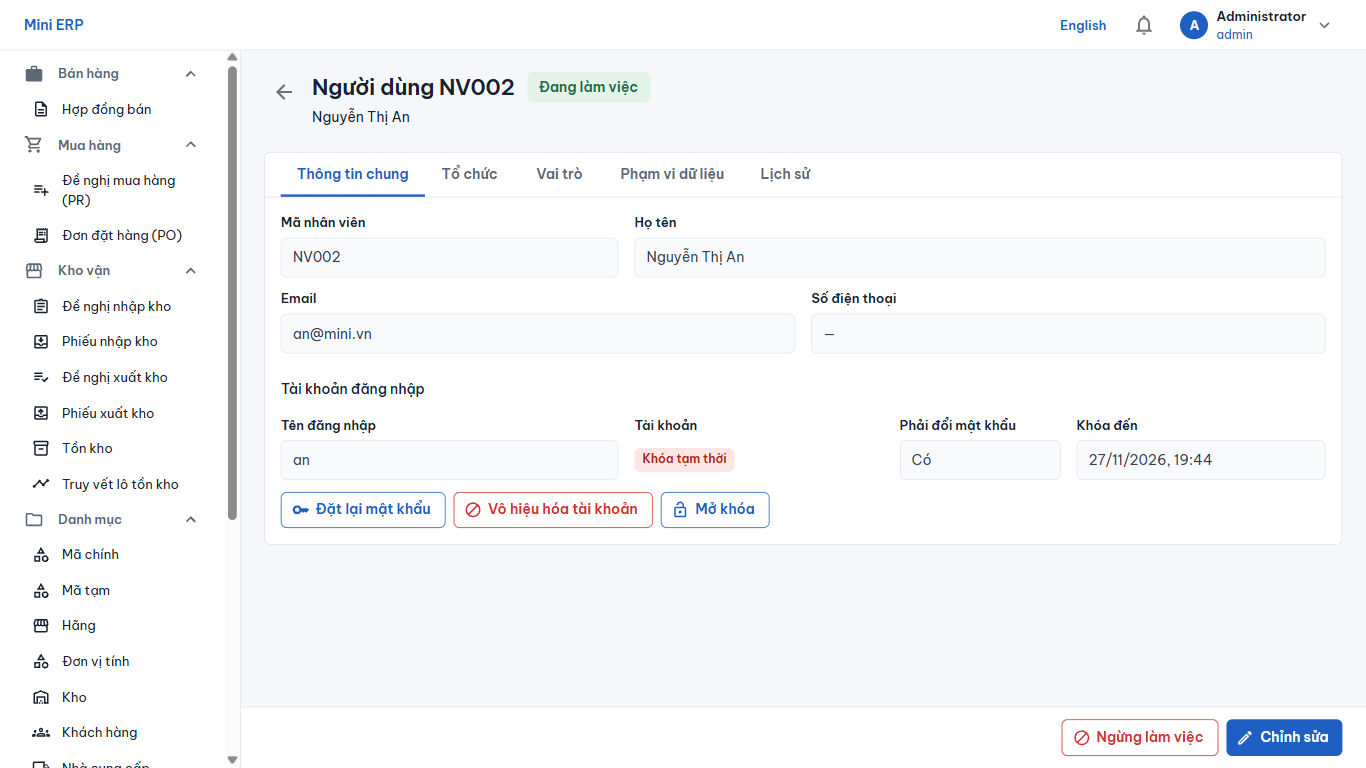 Mini ERP
English
A
Administrator
admin
Bán hàng
Hợp đồng bán
Mua hàng
Đề nghị mua hàng
(PR)
Đơn đặt hàng (PO)
Kho vận
Đề nghị nhập kho
Phiếu nhập kho
Đề nghị xuất kho
Phiếu xuất kho
Tồn kho
Truy vết lô tồn kho
Danh mục
Mã chính
Mã tạm
Hãng
Đơn vị tính
Kho
Khách hàng
Nhà cung cấp
Người dùng NV002
Đang làm việc
Nguyễn Thị An
Thông tin chung
Tổ chức
Vai trò
Phạm vi dữ liệu
Lịch sử
Mã nhân viên
Họ tên
NV002
Nguyễn Thị An
Email
Số điện thoại
an@mini.vn
—
Tài khoản đăng nhập
Tên đăng nhập
Tài khoản
Phải đổi mật khẩu
Khóa đến
an
Khóa tạm thời
Có
27/11/2026, 19:44
Đặt lại mật khẩu
Vô hiệu hóa tài khoản
Mở khóa
Ngừng làm việc
Chỉnh sửa